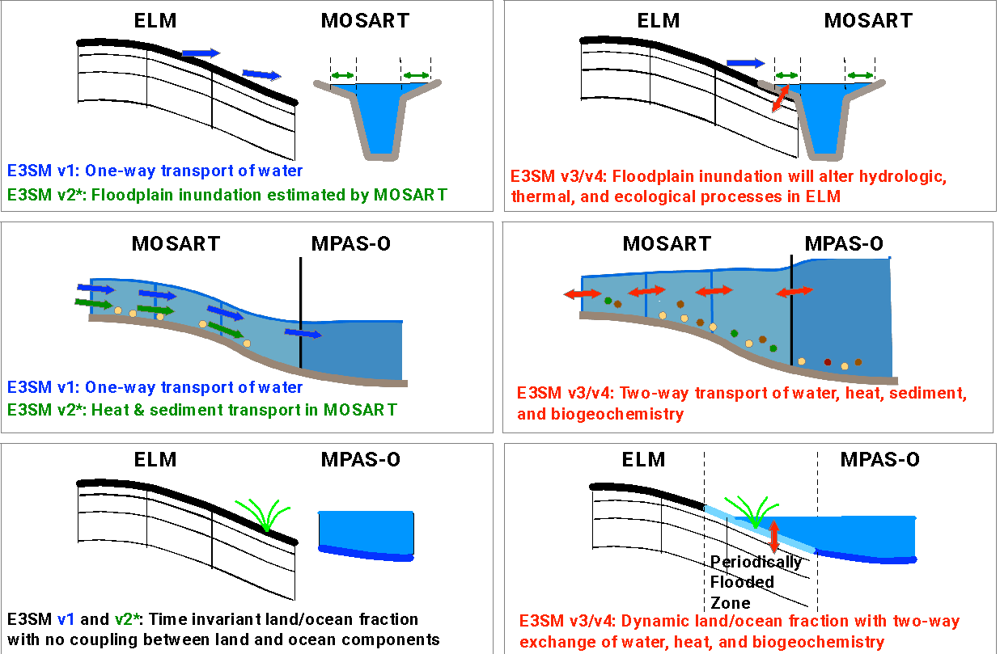 ELM MOSART
E3SM v1: One-way transport of water
E3SM v2*: Floodplain inundation estimated by MOSART
ELM MOSART
E3SM v3/v4: Floodplain inundation will alter hydrologic,
thermal, and ecological processes in ELM
MOSART MPAS-O
E3SM v1: One-way transport of water
E3SM v2*: Heat & sediment transport in MOSART
MOSART MPAS-O
E3SM v3/v4: Two-way transport of water, heat, sediment,
and biogeochemistry
ELM MPAS-O
E3SM v1 and v2*: Time invariant land/ocean fraction
with no coupling between land and ocean components
ELM MPAS-O
Periodically
Flooded
Zone
E3SM v3/v4: Dynamic land/ocean fraction with two-way
exchange of water, heat, and biogeochemistry